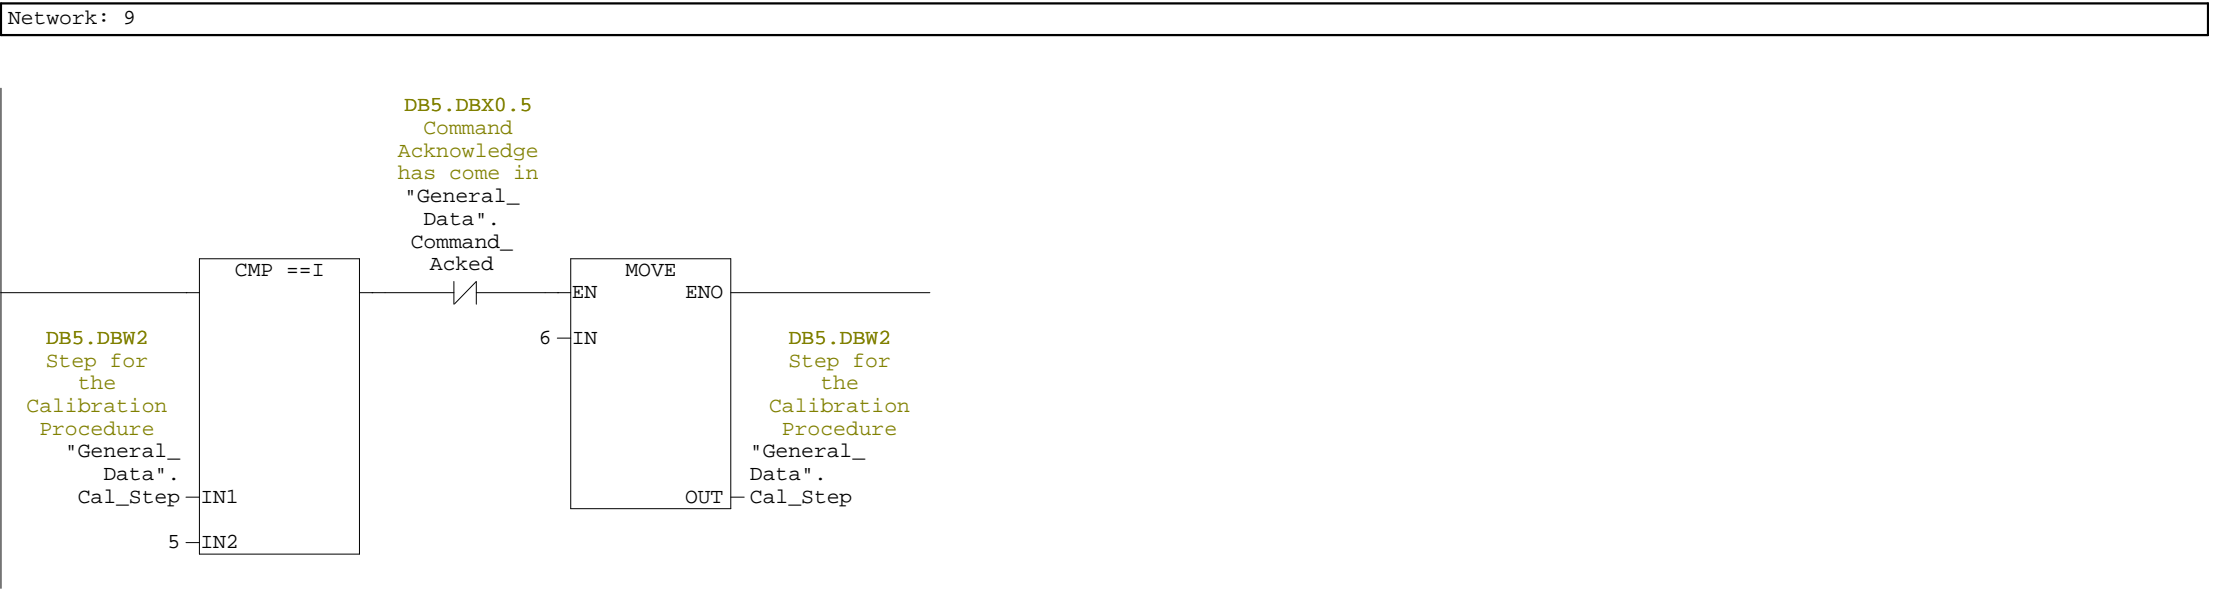 Network: 9
DB5.DBX0.5
Command
Acknowledge
has come in
"General_
Data".
Command_
Acked
CMP ==I
MOVE
EN
ENO
DB5.DBW2
Step for
the
Calibration
Procedure
"General_
Data".
Cal_Step
IN1
5
IN2
6
IN
OUT
DB5.DBW2
Step for
the
Calibration
Procedure
"General_
Data".
Cal_Step